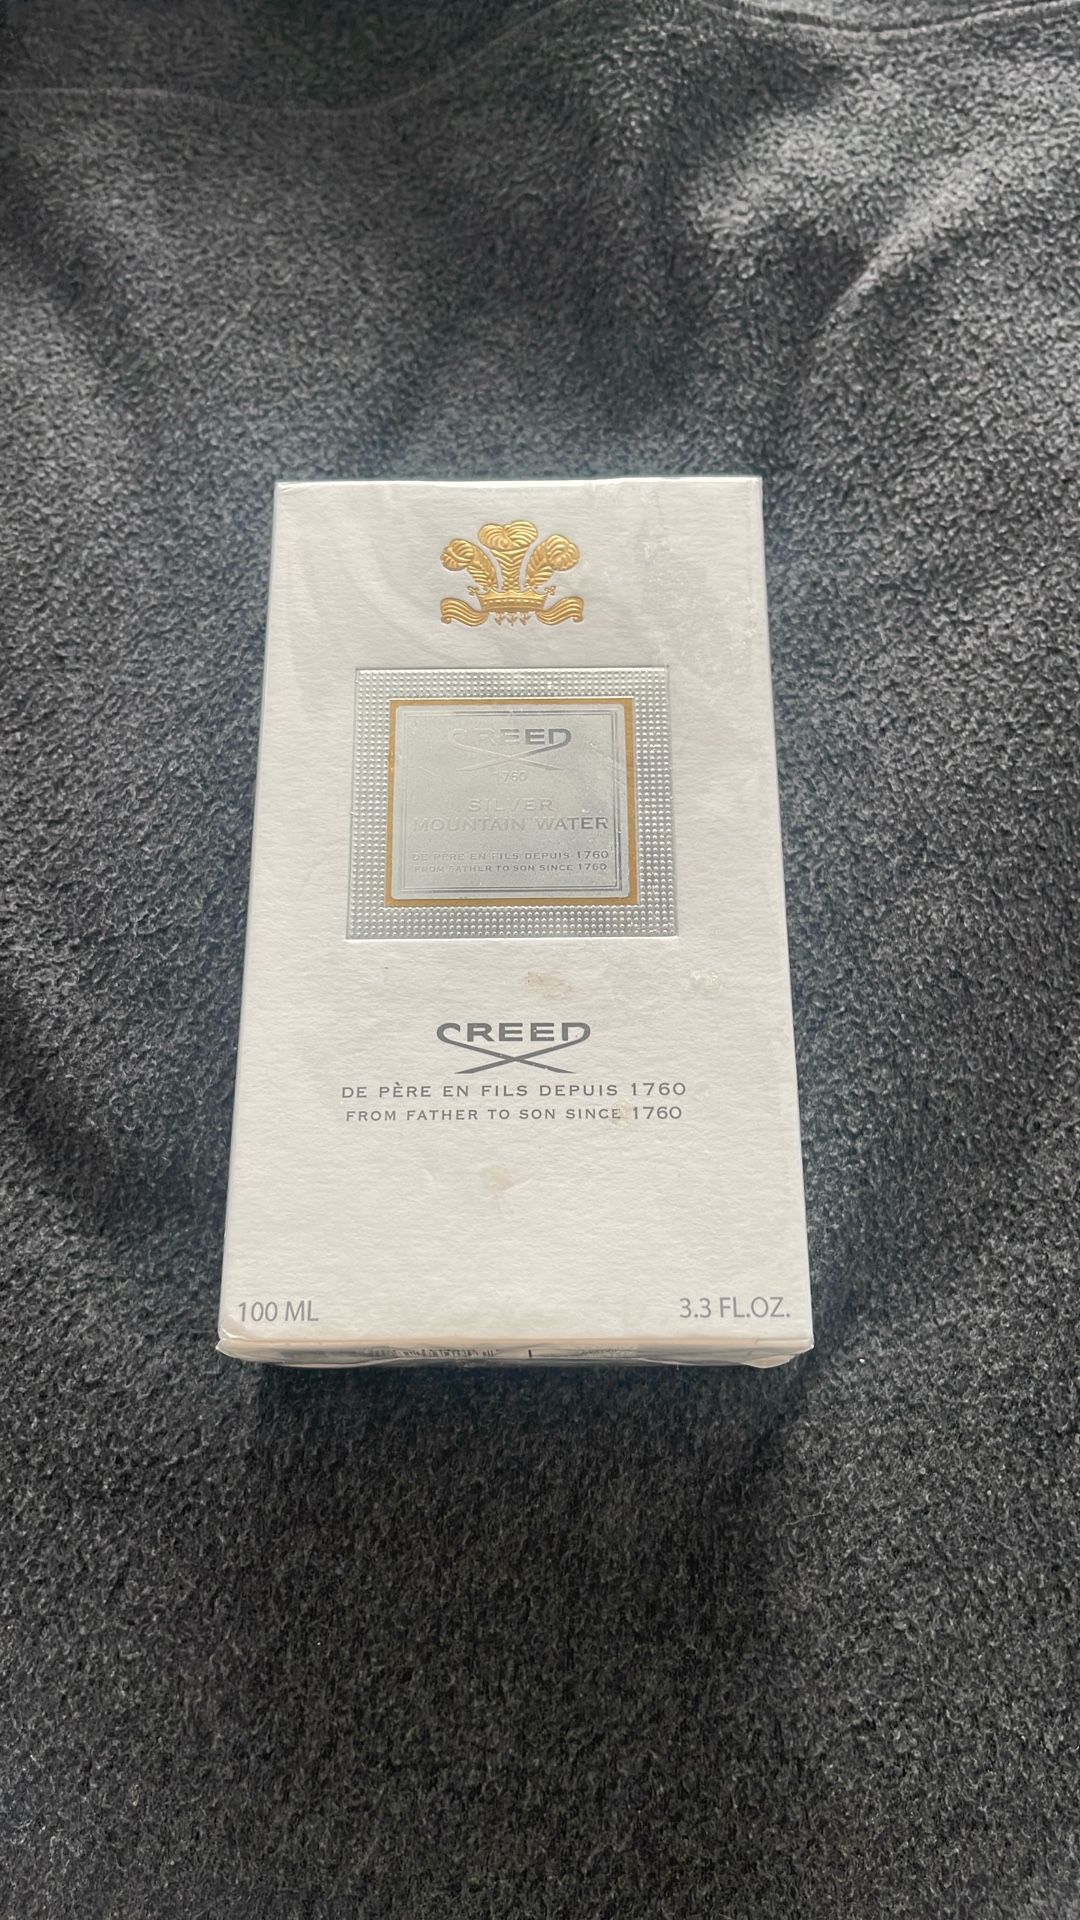 CREED
1760
SILVER
MOUNTAIN WATER
DE PÈRE EN FILS DEPUIS 1760
FROM FATHER TO SON SINCE 1760
CREED
DE PÈRE EN FILS DEPUIS 1760
FROM FATHER TO SON SINCE 1760
100 ML
3.3 FL.OZ.